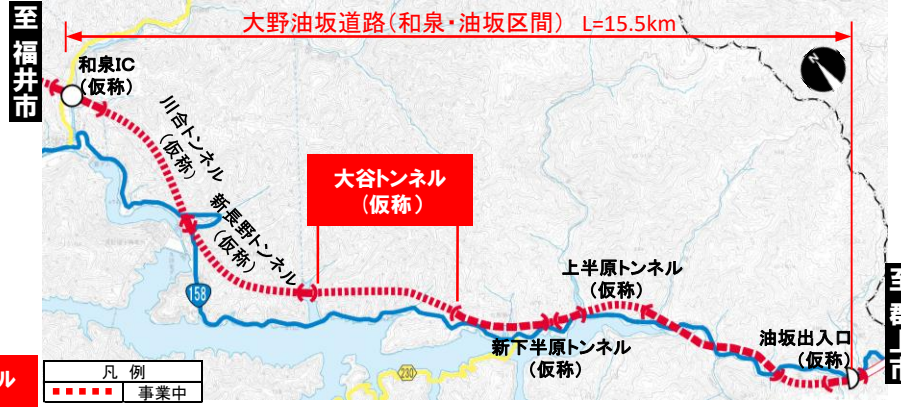 大野油坂道路(和泉・油坂区間) L=15.5km
至 福井市
和泉IC
(仮称)
川合トンネル
(仮称)
新長野トンネル
(仮称)
大谷トンネル
(仮称)
158
上半原トンネル
(仮称)
新下半原トンネル
(仮称)
油坂出入口
(仮称)
230
ル
凡 例
事業中